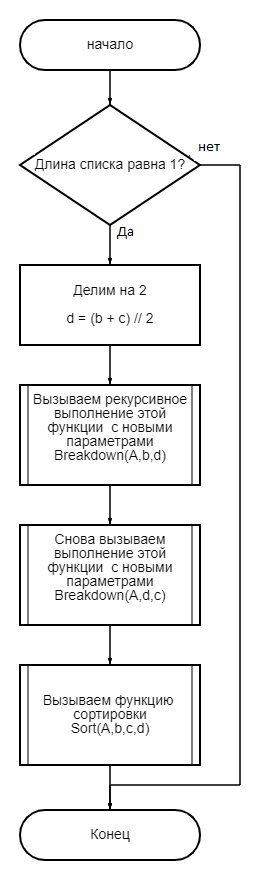 начало
Длина списка равна 1?
нет
Да
Делим на 2
d = (b + c) // 2
Вызываем рекурсивное
выполнение этой
функции с новыми
параметрами
Breakdown(A,b,d)
Снова вызываем
выполнение этой
функции с новыми
параметрами
Breakdown(A,d,c)
Вызываем функцию
сортировки
Sort(A,b,c,d)
Конец